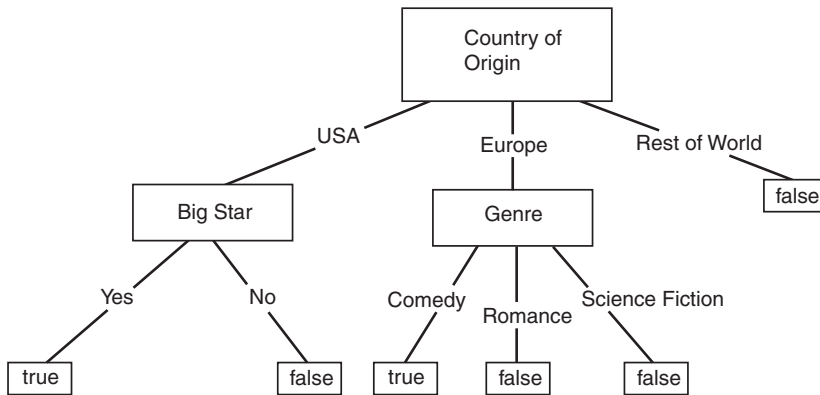 Country of
Origin
USA
Europe
Rest of World
Big Star
Genre
false
Yes
No
Comedy
Romance
Science Fiction
true
false
true
false
false